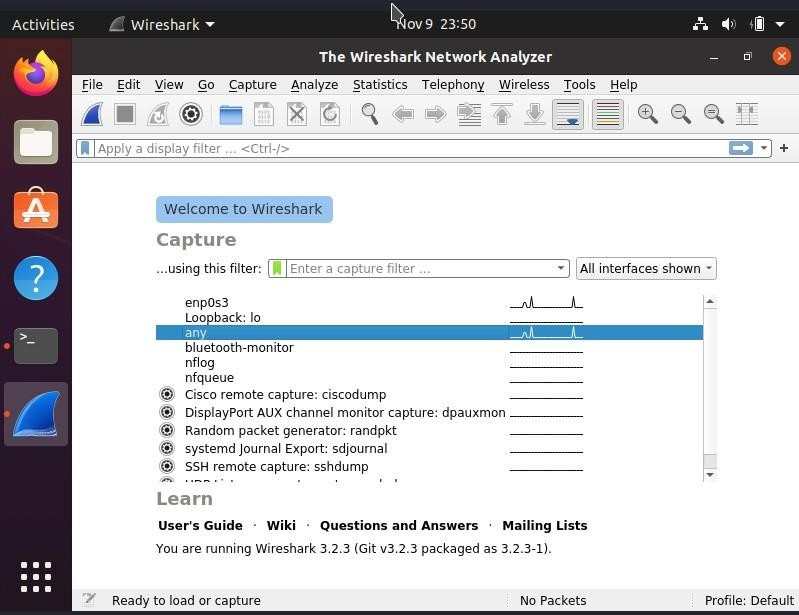 Activities Wireshark Nov 9 23:50
The Wireshark Network Analyzer
File Edit View Go Capture Analyze Statistics Telephony Wireless Tools Help
Apply a display filter ... <Ctrl-/> +
Welcome to Wireshark
Capture
...using this filter: Enter a capture filter ... All interfaces shown
enp0s3
Loopback: lo
any
bluetooth-monitor
nflog
nfqueue
Cisco remote capture: ciscodump
DisplayPort AUX channel monitor capture: dpauxmon
Random packet generator: randpkt
systemd Journal Export: sdjournal
SSH remote capture: sshdump
Learn
User's Guide · Wiki · Questions and Answers · Mailing Lists
You are running Wireshark 3.2.3 (Git v3.2.3 packaged as 3.2.3-1).
Ready to load or capture No Packets Profile: Default